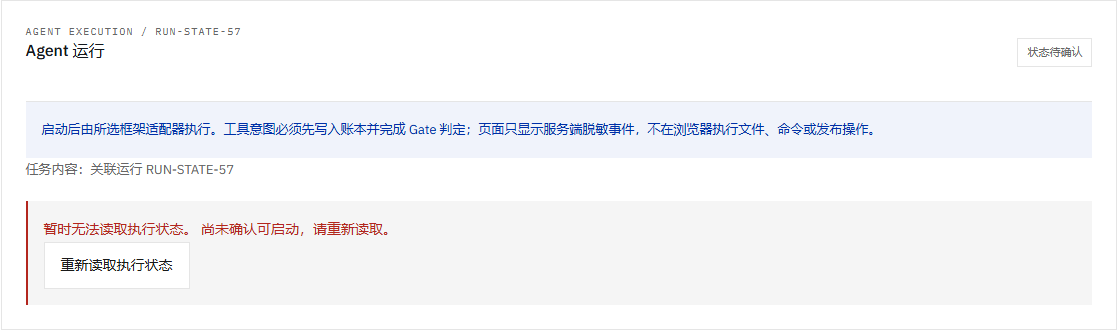 AGENT EXECUTION / RUN-STATE-57
Agent 运行
状态待确认
启动后由所选框架适配器执行。工具意图必须先写入账本并完成 Gate 判定；页面只显示服务端脱敏事件，不在浏览器执行文件、命令或发布操作。
任务内容：关联运行 RUN-STATE-57
暂时无法读取执行状态。 尚未确认可启动，请重新读取。
重新读取执行状态